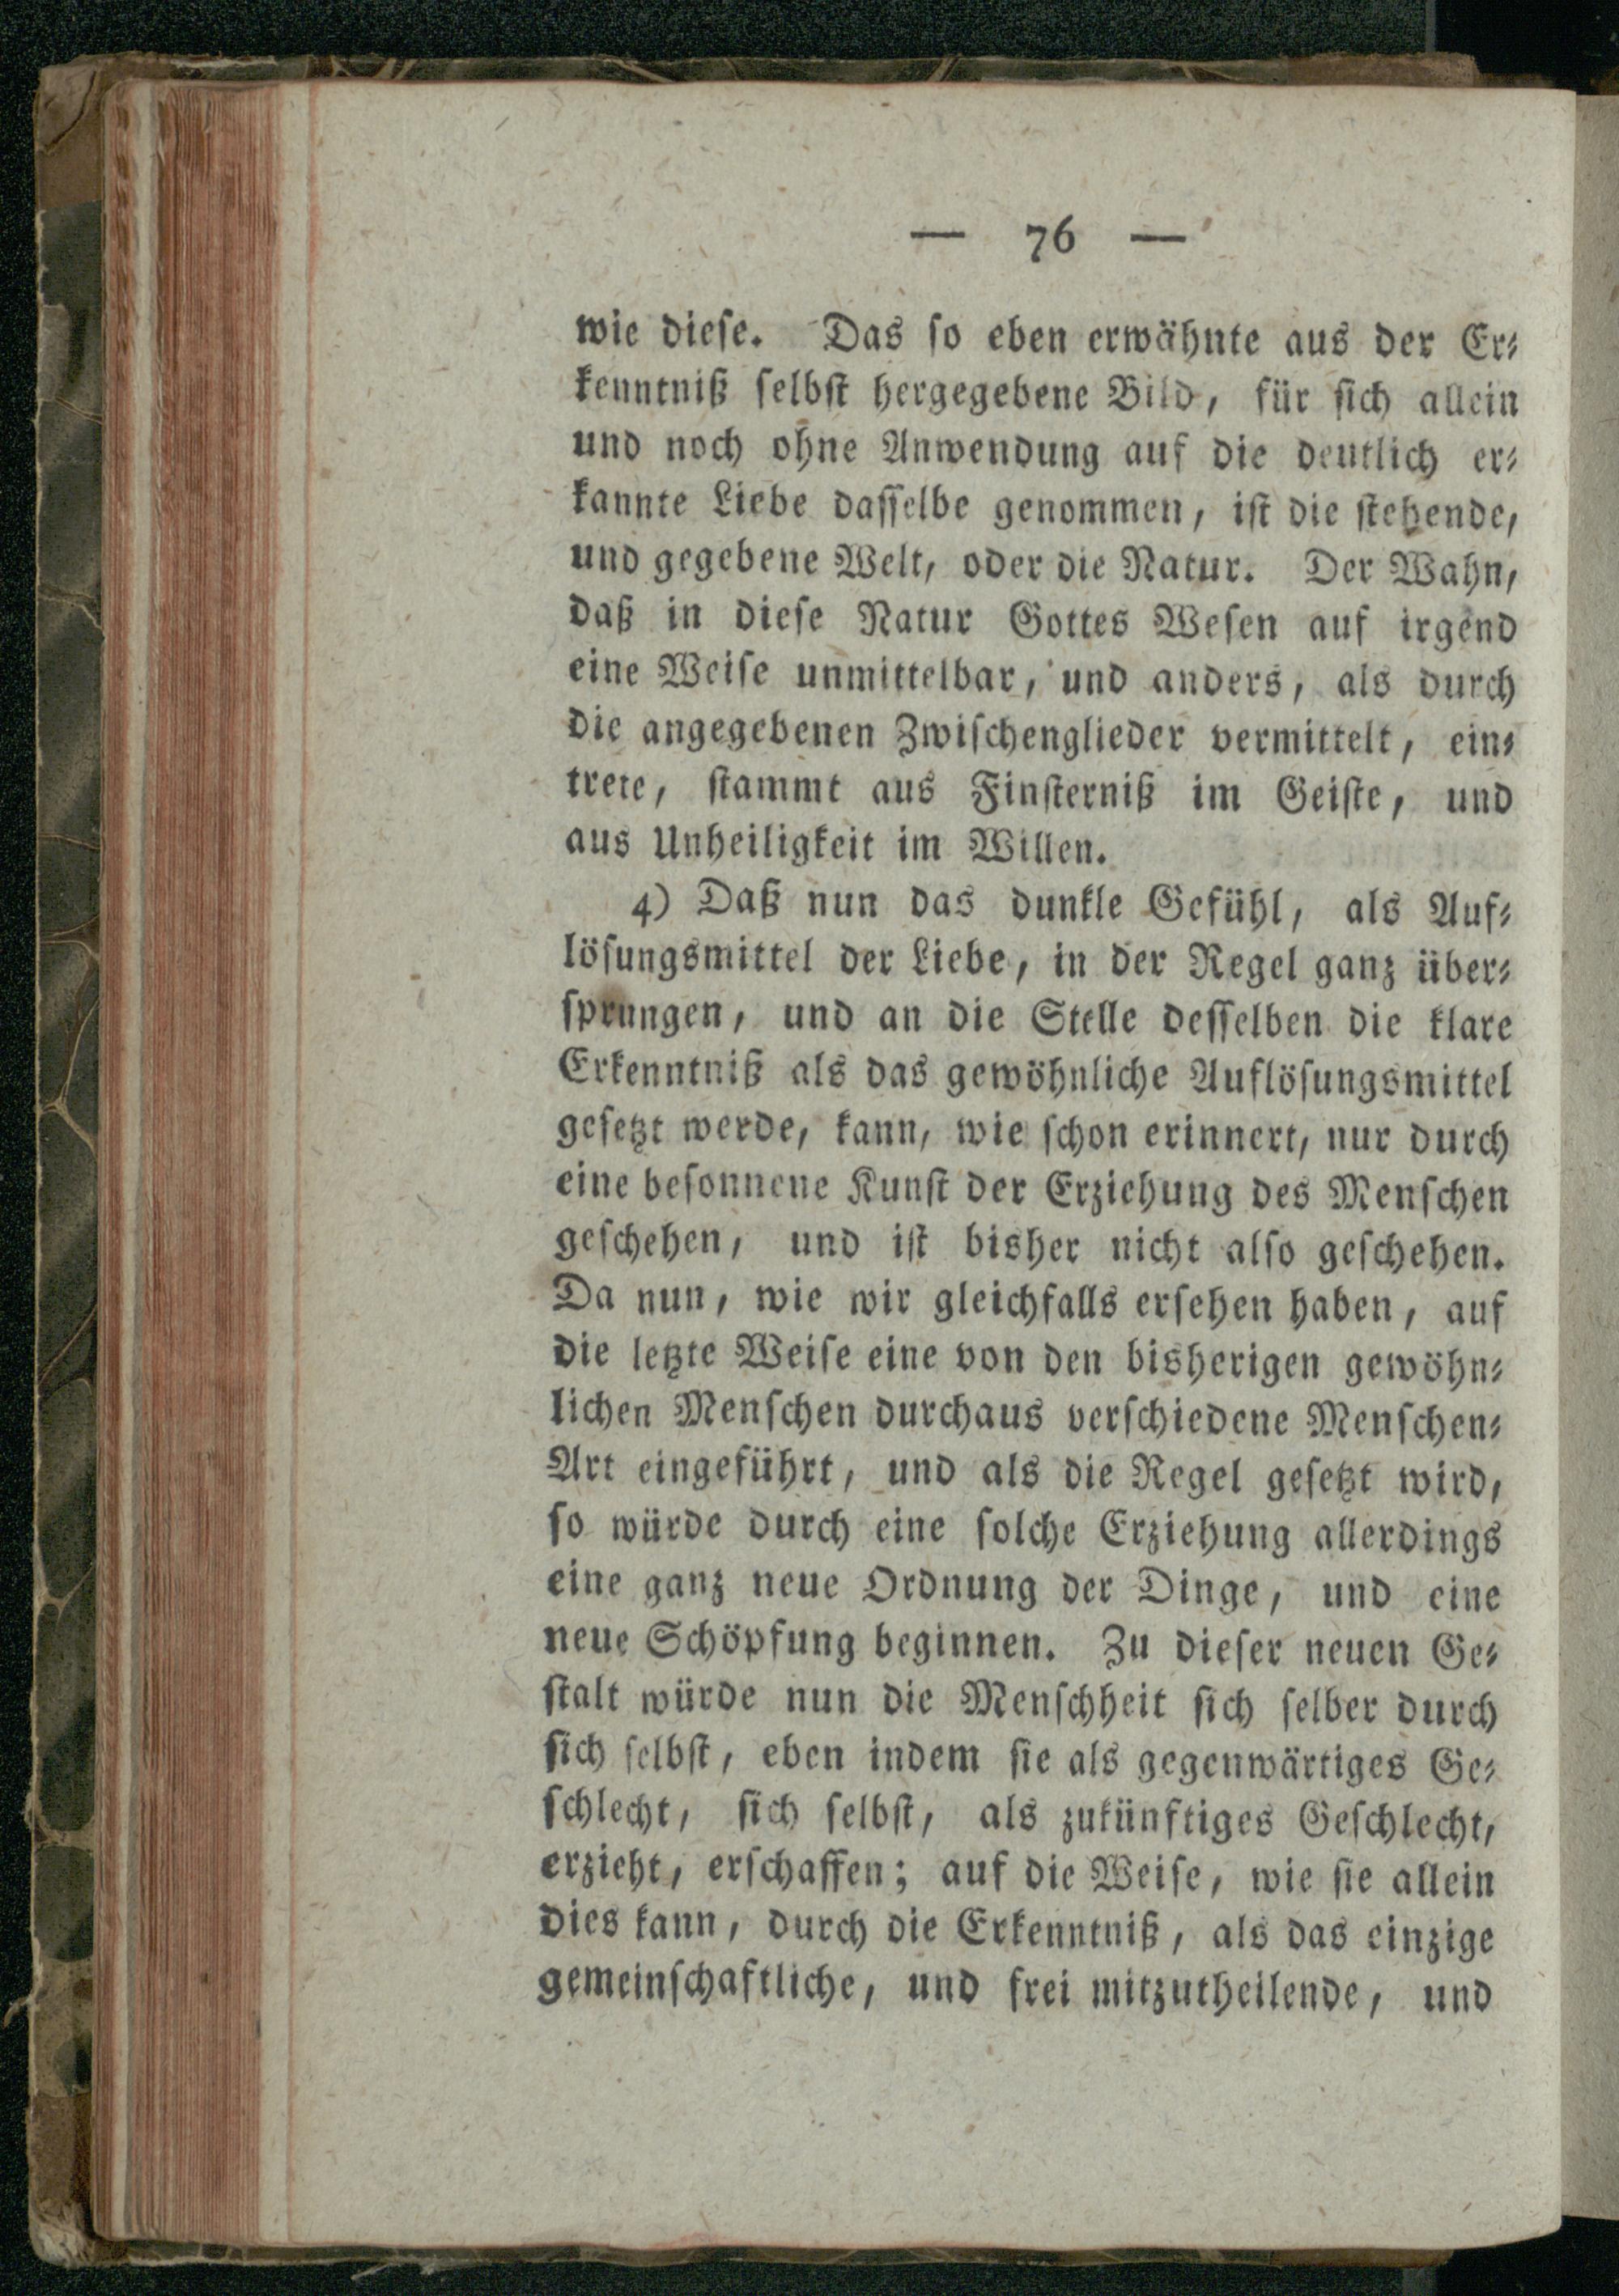 — 76 —
wie dieſe. Das ſo eben erwähnte aus der Er⸗
kenntniß ſelbſt hergegebene Bild, für ſich allein
und noch ohne Anwendung auf die deutlich er⸗
kannte Liebe daſſelbe genommen, iſt die ſtehende,
und gegebene Welt, oder die Natur. Der Wahn,
daß in dieſe Natur Gottes Weſen auf irgend
eine Weiſe unmittelbar, und anders, als durch
die angegebenen Zwiſchenglieder vermittelt, ein⸗
trete, ſtammt aus Finſterniß im Geiſte, und
aus Unheiligkeit im Willen.
4) Daß nun das dunkle Gefühl, als Auf⸗
löſungsmittel der Liebe, in der Regel ganz über⸗
ſprungen, und an die Stelle deſſelben die klare
Erkenntniß als das gewöhnliche Auflöſungsmittel
geſetzt werde, kann, wie ſchon erinnert, nur durch
eine beſonnene Kunſt der Erziehung des Menſchen
geſchehen, und iſt bisher nicht alſo geſchehen.
Da nun, wie wir gleichfalls erſehen haben, auf
die letzte Weiſe eine von den bisherigen gewöhn⸗
lichen Menſchen durchaus verſchiedene Menſchen⸗
Art eingeführt, und als die Regel geſetzt wird,
ſo würde durch eine ſolche Erziehung allerdings
eine ganz neue Ordnung der Dinge, und eine
neue Schöpfung beginnen. Zu dieſer neuen Ge⸗
ſtalt würde nun die Menſchheit ſich ſelber durch
ſich ſelbſt, eben indem ſie als gegenwärtiges Ge⸗
ſchlecht, ſich ſelbſt, als zukünftiges Geſchlecht,
erzieht, erſchaffen; auf die Weiſe, wie ſie allein
dies kann, durch die Erkenntniß, als das einzige
gemeinſchaftliche, und frei mitzutheilende, und